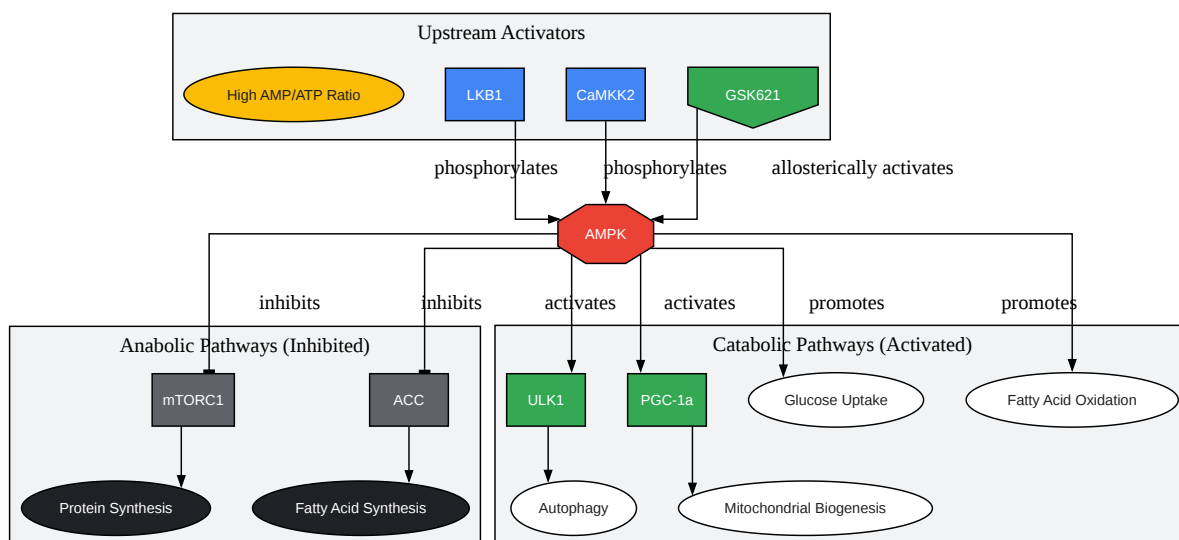 Upstream Activators
High AMP/ATP Ratio
LKB1
CaMKK2
GSK621
phosphorylates
phosphorylates
allosterically activates
AMPK
inhibits
inhibits
activates
activates
promotes
promotes
Anabolic Pathways (Inhibited)
Catabolic Pathways (Activated)
mTORC1
ACC
ULK1
PGC-1a
Glucose Uptake
Fatty Acid Oxidation
Protein Synthesis
Fatty Acid Synthesis
Autophagy
Mitochondrial Biogenesis